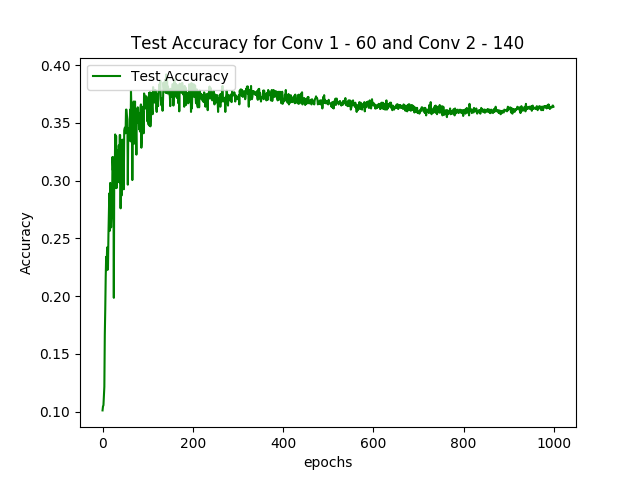 Test Accuracy for Conv 1 - 60 and Conv 2 - 140
Test Accuracy
0.40
0.35
0.30
0.25
0.20
0.15
0.10
Accuracy
0 200 400 600 800 1000
epochs